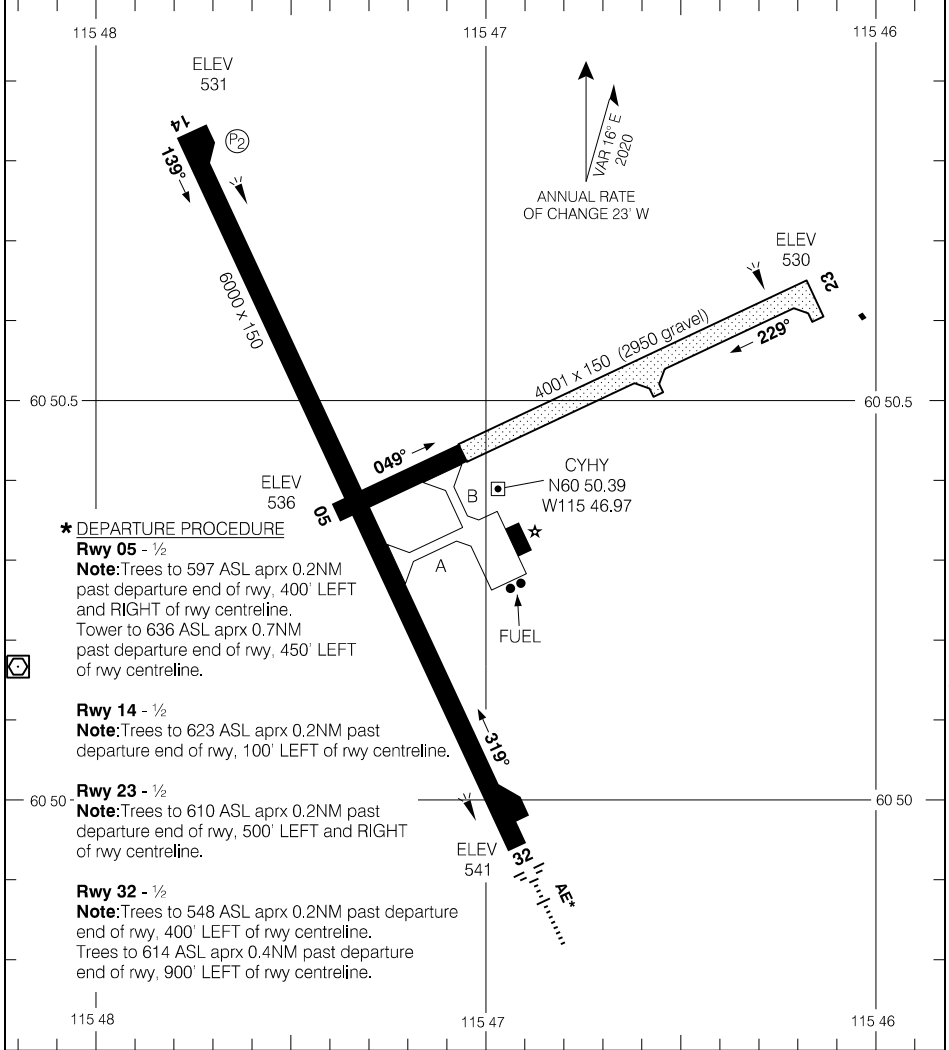 115 48
115 47
115 46
ELEV
531
14
P2
139°
VAR 16° E
2020
ANNUAL RATE
OF CHANGE 23' W
6000 x 150
ELEV
530
23
229°
4001 x 150 (2950 gravel)
60 50.5
60 50.5
049°
ELEV
536
05
B
CYHY
N60 50.39
W115 46.97
A
FUEL
* DEPARTURE PROCEDURE
Rwy 05 - ½
Note:Trees to 597 ASL aprx 0.2NM
past departure end of rwy, 400' LEFT
and RIGHT of rwy centreline.
Tower to 636 ASL aprx 0.7NM
past departure end of rwy, 450' LEFT
of rwy centreline.
Rwy 14 - ½
Note:Trees to 623 ASL aprx 0.2NM past
departure end of rwy, 100' LEFT of rwy centreline.
319°
Rwy 23 - ½
Note:Trees to 610 ASL aprx 0.2NM past
departure end of rwy, 500' LEFT and RIGHT
of rwy centreline.
60 50
60 50
ELEV
541
32
AE*
Rwy 32 - ½
Note:Trees to 548 ASL aprx 0.2NM past departure
end of rwy, 400' LEFT of rwy centreline.
Trees to 614 ASL aprx 0.4NM past departure
end of rwy, 900' LEFT of rwy centreline.
115 48
115 47
115 46